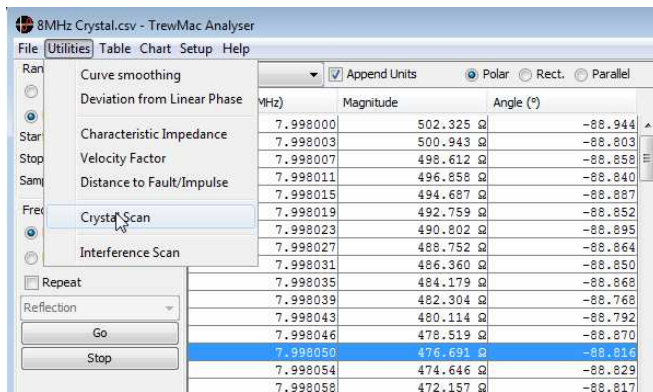 8MHz Crystal.csv - TrewMac Analyser
File Utilities Table Chart Setup Help
Append Units Polar Rect. Parallel
Curve smoothing
Deviation from Linear Phase
Characteristic Impedance
Velocity Factor
Distance to Fault/Impulse
Crystal Scan
Interference Scan
Repeat
Reflection
Go
Stop
Magnitude Angle (°)
7.998000 502.325 Ω -88.944
7.998003 500.943 Ω -88.803
7.998007 498.612 Ω -88.858
7.998011 496.858 Ω -88.840
7.998015 494.687 Ω -88.887
7.998019 492.759 Ω -88.852
7.998023 490.802 Ω -88.895
7.998027 488.752 Ω -88.864
7.998031 486.360 Ω -88.850
7.998035 484.179 Ω -88.868
7.998039 482.304 Ω -88.768
7.998043 480.114 Ω -88.792
7.998046 478.519 Ω -88.870
7.998050 476.691 Ω -88.816
7.998054 474.646 Ω -88.829
7.998058 472.157 Ω -88.817